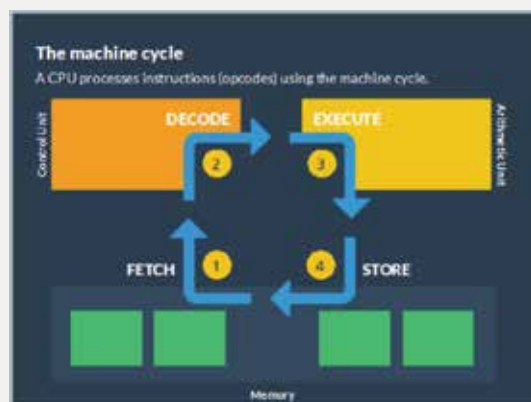 The machine cycle
A CPU processes instructions (opcodes) using the machine cycle.
Control Unit
DECODE
EXECUTE
Arithmetic Unit
2
3
FETCH
1
4
STORE
Memory